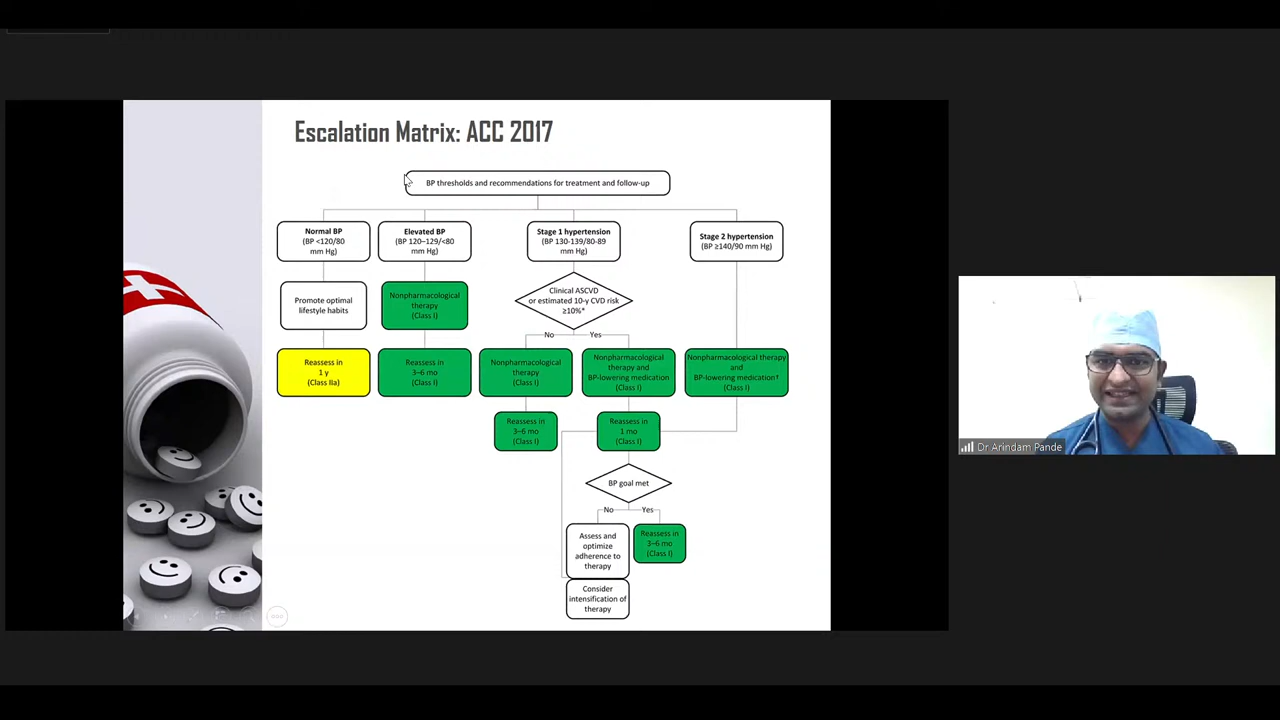 Escalation Matrix: ACC 2017
BP thresholds and recommendations for treatment and follow-up
Normal BP
(BP <120/80
mm Hg)
Elevated BP
(BP 120–129/<80
mm Hg)
Stage 1 hypertension
(BP 130-139/80-89
mm Hg)
Stage 2 hypertension
(BP ≥140/90 mm Hg)
Promote optimal
lifestyle habits
Nonpharmacological
therapy
(Class I)
Clinical ASCVD
or estimated 10-y CVD risk
≥10%*
No
Yes
Reassess in
1 y
(Class IIa)
Reassess in
3–6 mo
(Class I)
Nonpharmacological
therapy
(Class I)
Nonpharmacological
therapy and
BP-lowering medication
(Class I)
Nonpharmacological therapy
and
BP-lowering medication†
(Class I)
Reassess in
3–6 mo
(Class I)
Reassess in
1 mo
(Class I)
BP goal met
No
Yes
Assess and
optimize
adherence to
therapy
Reassess in
3–6 mo
(Class I)
Consider
intensification of
therapy
Dr Arindam Pande